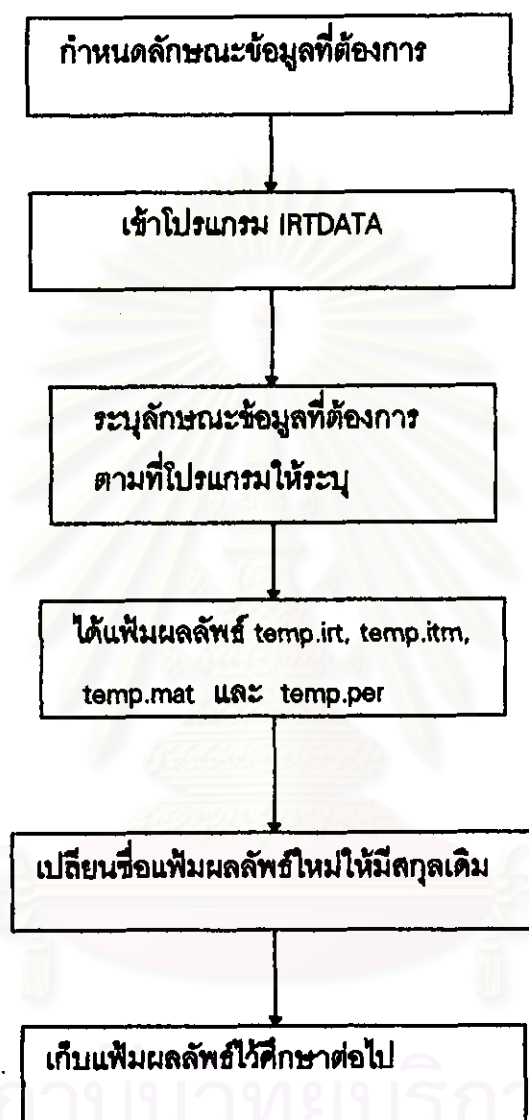 กำหนดลักษณะข้อมูลที่ต้องการ
เข้าโปรแกรม IRTDATA
ระบุลักษณะข้อมูลที่ต้องการ
ตามที่โปรแกรมให้ระบุ
ได้แฟ้มผลลัพธ์ temp.irt, temp.itm,
temp.mat และ temp.per
เปลี่ยนชื่อแฟ้มผลลัพธ์ใหม่ให้มีสกุลเดิม
เก็บแฟ้มผลลัพธ์ไว้ศึกษาต่อไป